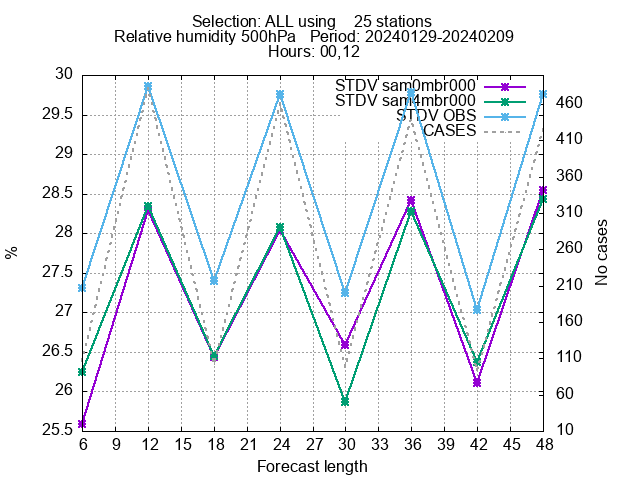 Selection: ALL using 25 stations
Relative humidity 500hPa Period: 20240129-20240209
Hours: 00,12
STDV sam0mbr000
STDV sam4mbr000
STDV OBS
CASES
30
29.5
29
28.5
28
27.5
27
26.5
26
25.5
460
410
360
310
260
210
160
110
60
10
%
No cases
6 9 12 15 18 21 24 27 30 33 36 39 42 45 48
Forecast length